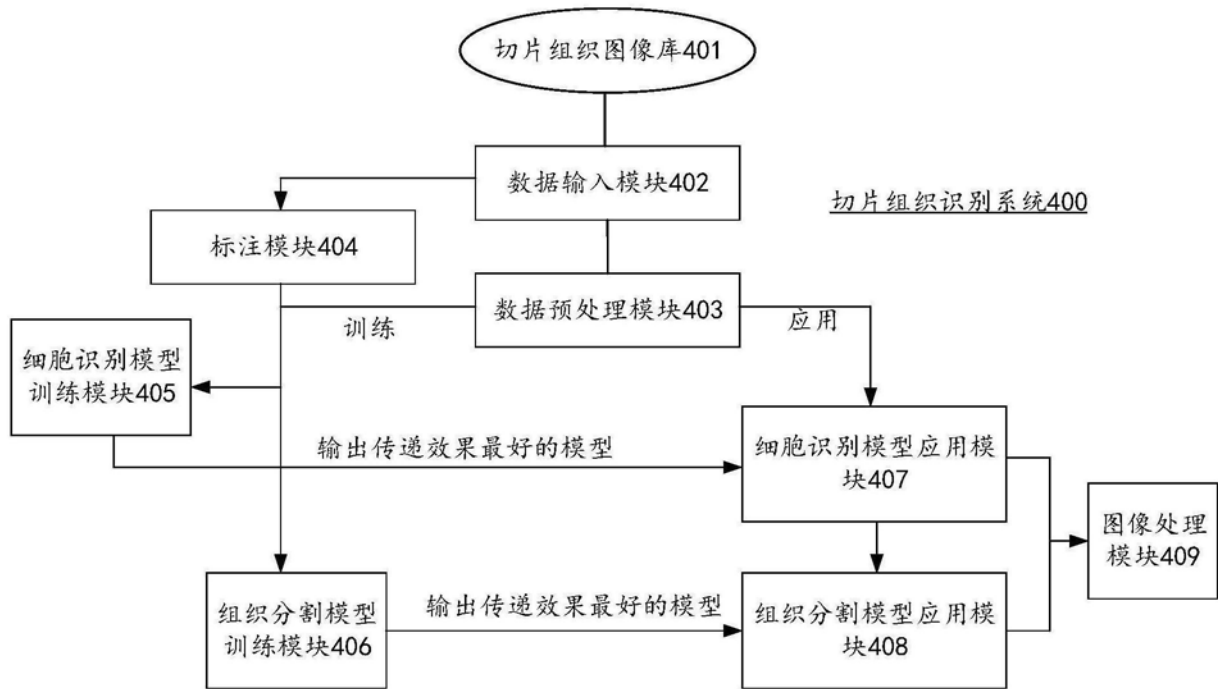 切片组织图像库401
数据输入模块402
切片组织识别系统400
标注模块404
数据预处理模块403
训练
应用
细胞识别模型
训练模块405
输出传递效果最好的模型
细胞识别模型应用模
块407
图像处理
模块409
组织分割模型
训练模块406
输出传递效果最好的模型
组织分割模型应用模
块408